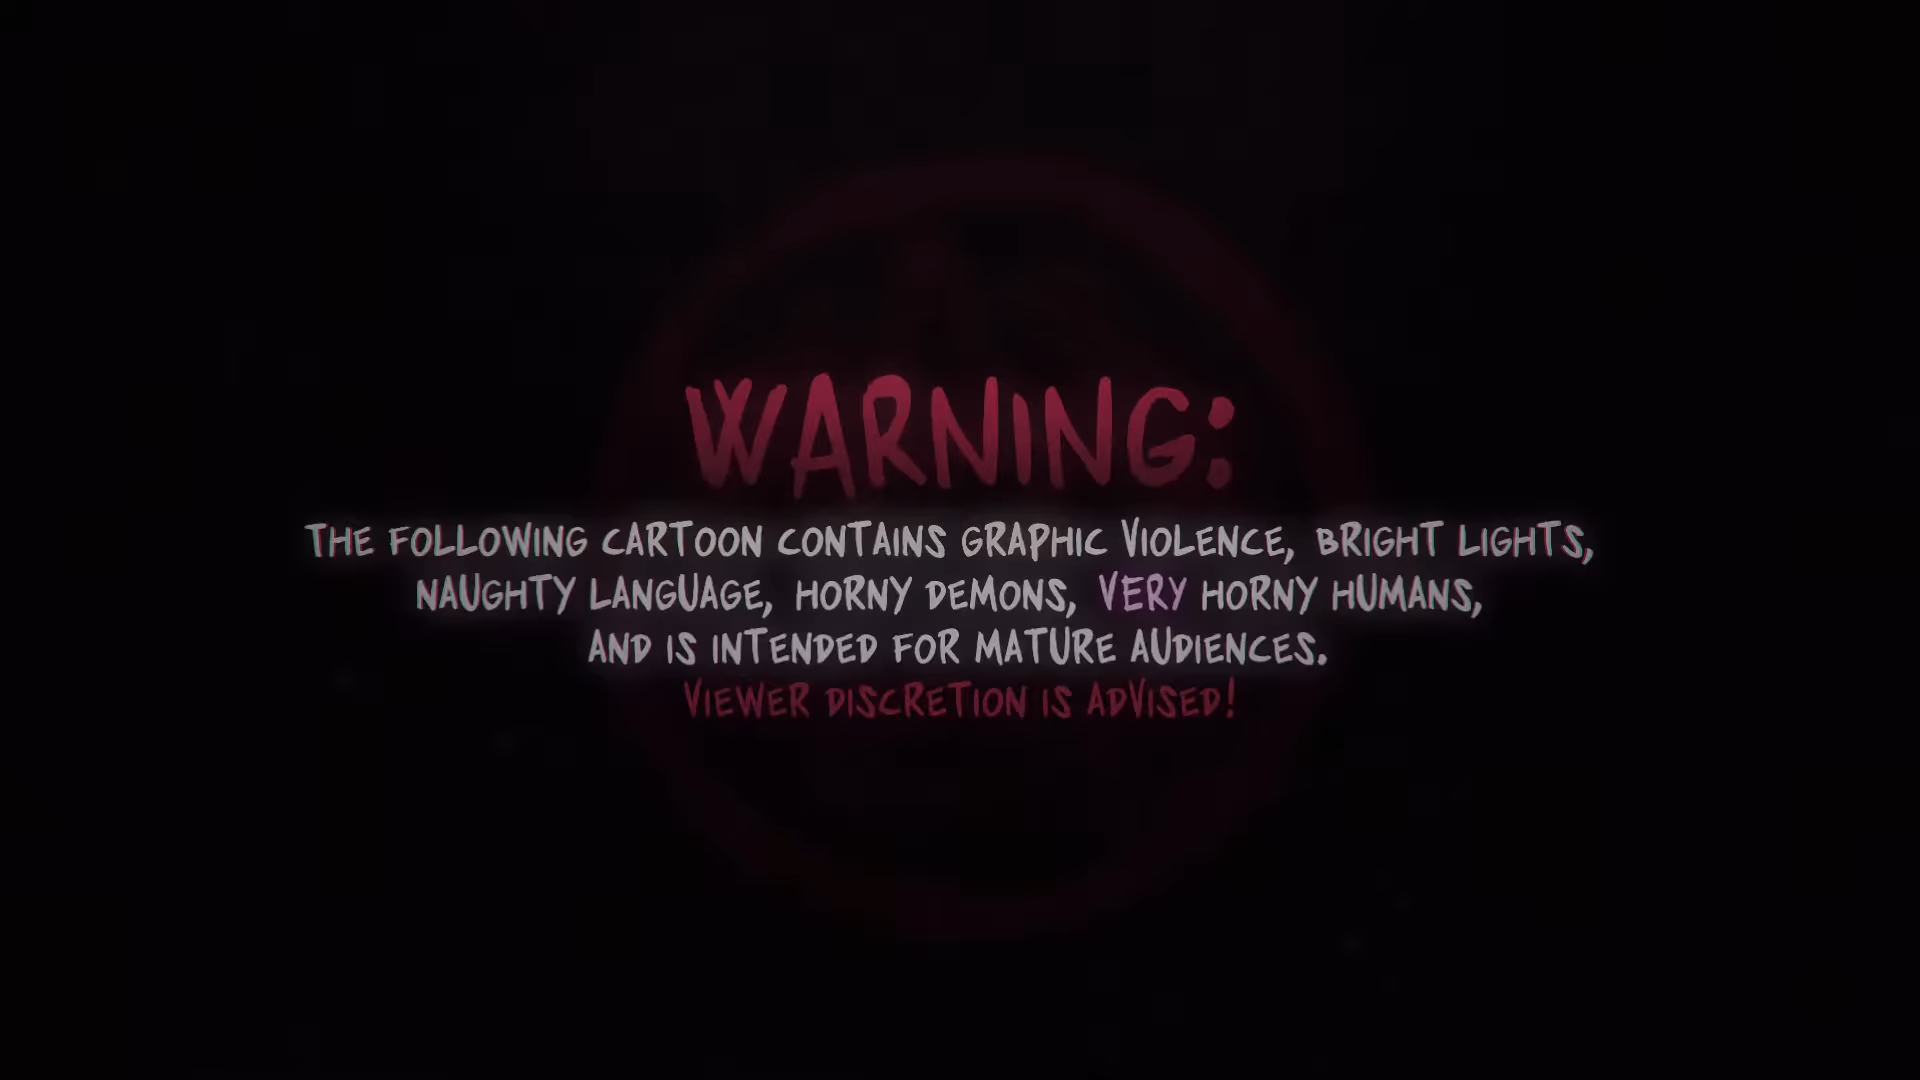 WARNING:
THE FOLLOWING CARTOON CONTAINS GRAPHIC VIOLENCE, BRIGHT LIGHTS,
NAUGHTY LANGUAGE, HORNY DEMONS, VERY HORNY HUMANS,
AND IS INTENDED FOR MATURE AUDIENCES.
VIEWER DISCRETION IS ADVISED!